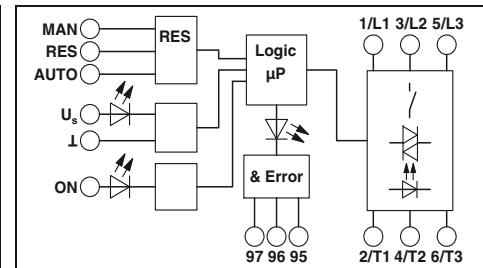 MAN
RES
AUTO
RES
Logic
µP
1/L1 3/L2 5/L3
Us
⊥
ON
& Error
97 96 95
2/T1 4/T2 6/T3